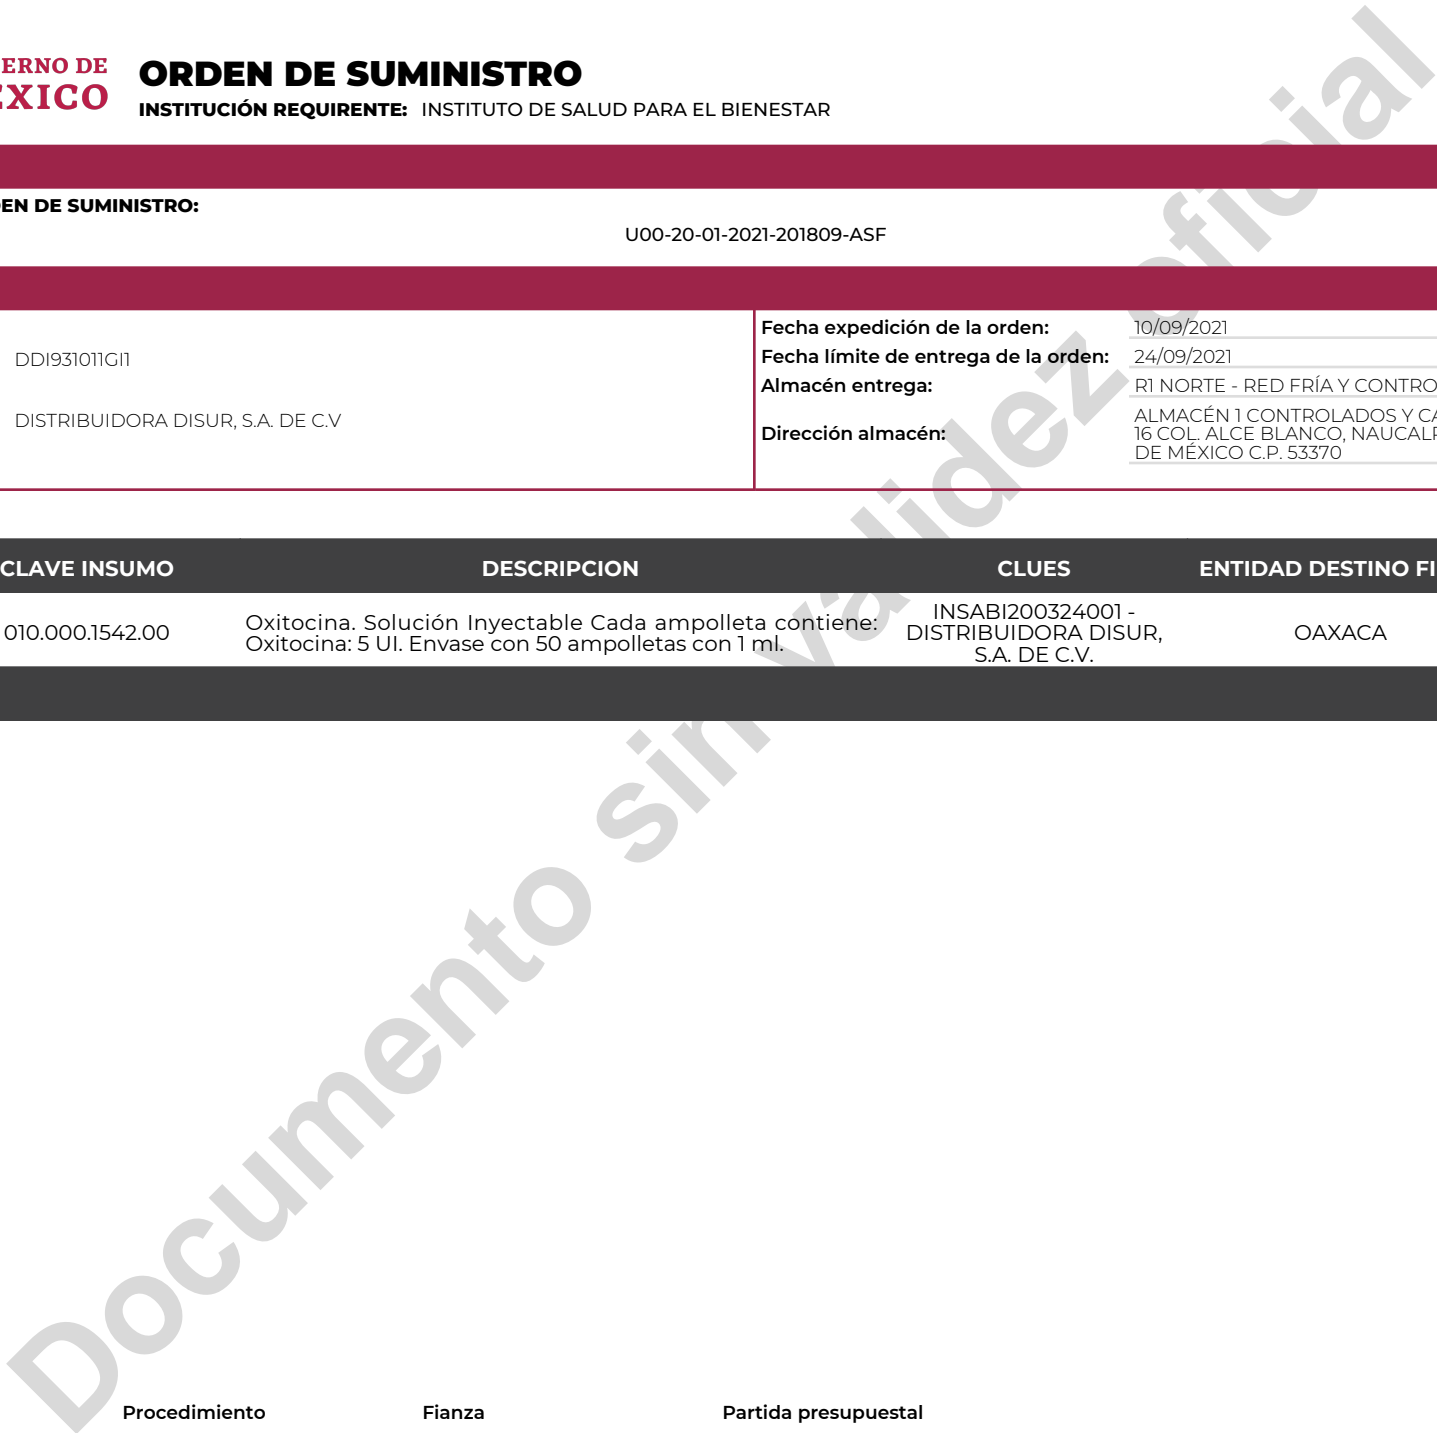 ERNO DE
ÉXICO
ORDEN DE SUMINISTRO
INSTITUCIÓN REQUIRENTE: INSTITUTO DE SALUD PARA EL BIENESTAR
EN DE SUMINISTRO:
U00-20-01-2021-201809-ASF
DDI931011GI1
DISTRIBUIDORA DISUR, S.A. DE C.V
Fecha expedición de la orden: 10/09/2021
Fecha límite de entrega de la orden: 24/09/2021
Almacén entrega: R1 NORTE - RED FRÍA Y CONTRO
Dirección almacén:
ALMACÉN 1 CONTROLADOS Y CA
16 COL. ALCE BLANCO, NAUCALP
DE MÉXICO C.P. 53370
CLAVE INSUMO DESCRIPCION CLUES ENTIDAD DESTINO FI
010.000.1542.00
Oxitocina. Solución Inyectable Cada ampolleta contiene:
Oxitocina: 5 UI. Envase con 50 ampolletas con 1 ml.
INSABI200324001 -
DISTRIBUIDORA DISUR,
S.A. DE C.V.
OAXACA
Documento sin validez oficial
Procedimiento Fianza Partida presupuestal